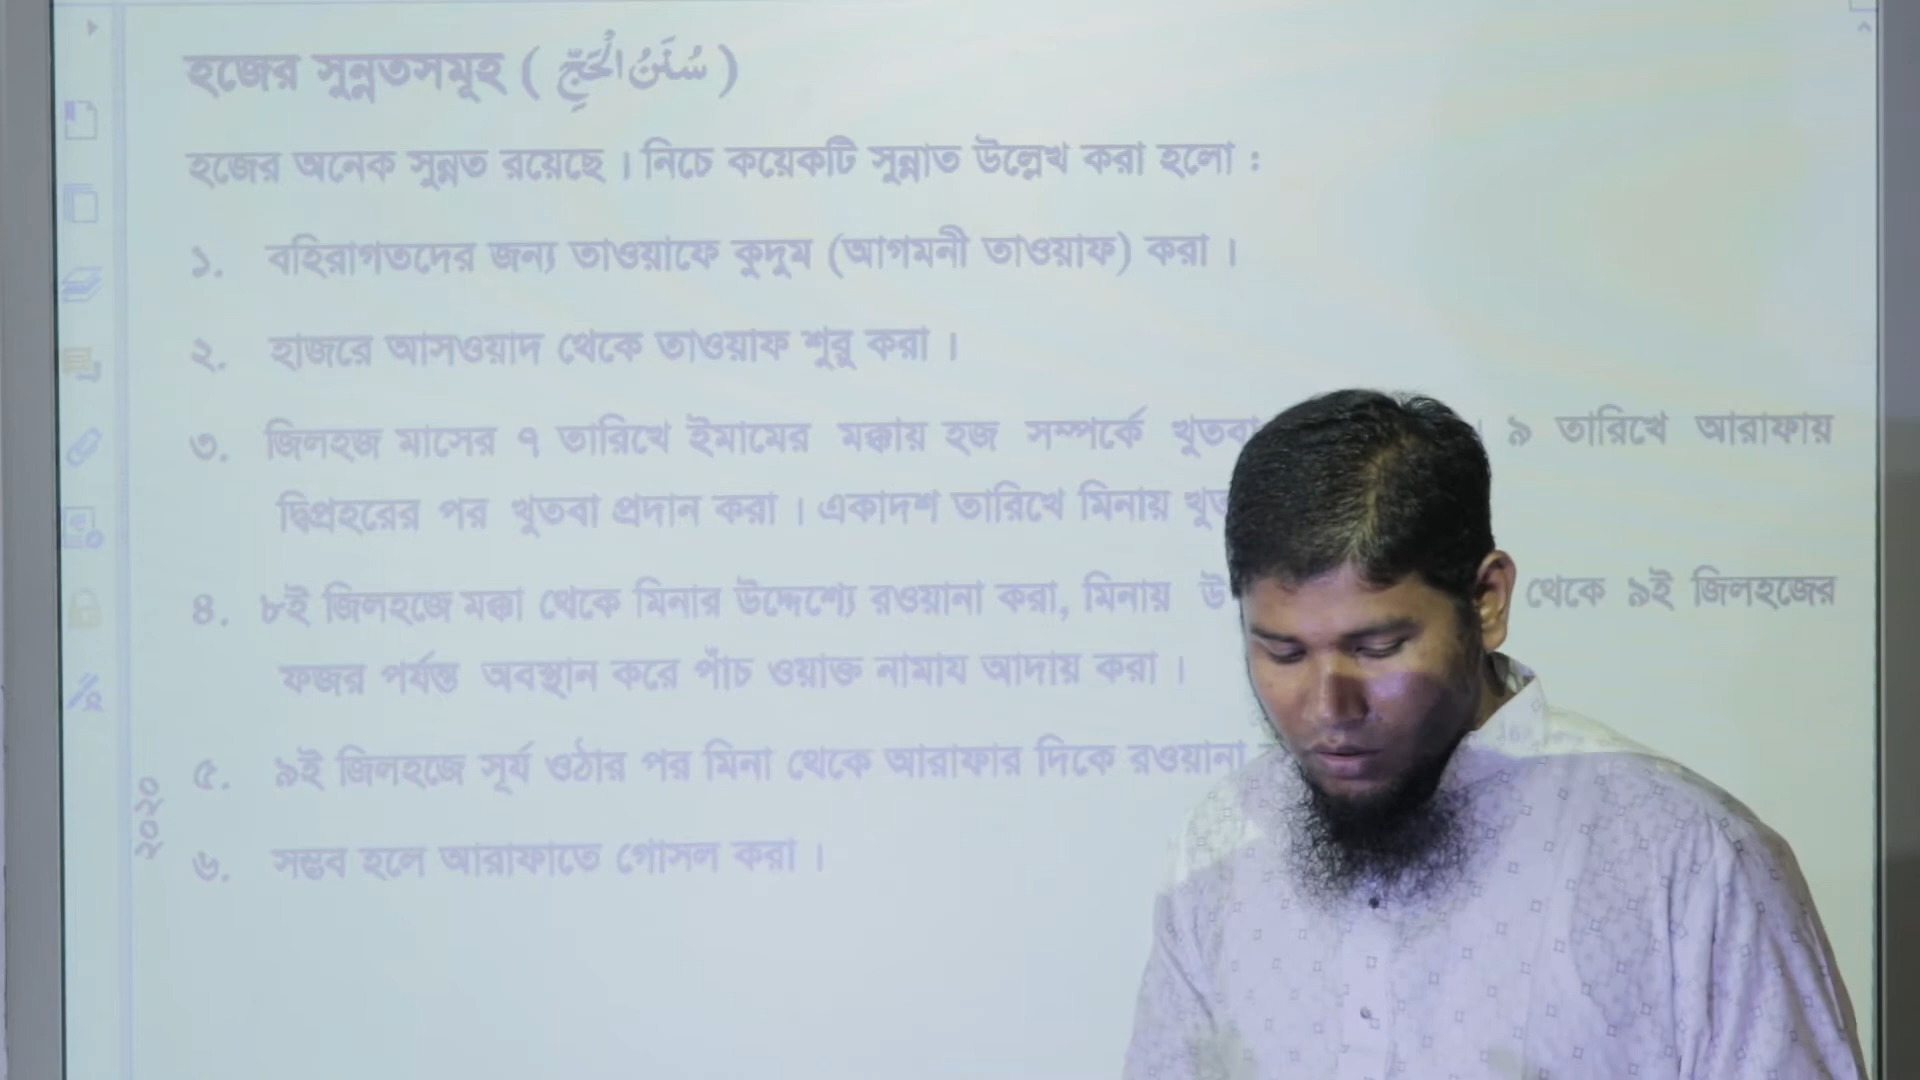 হজের সুন্নতসমূহ ( سُنَنُ الْحَجِّ )
হজের অনেক সুন্নত রয়েছে । নিচে কয়েকটি সুন্নাত উল্লেখ করা হলো :
১. বহিরাগতদের জন্য তাওয়াফে কুদুম (আগমনী তাওয়াফ) করা ।
২. হাজরে আসওয়াদ থেকে তাওয়াফ শুরু করা ।
৩. জিলহজ মাসের ৭ তারিখে ইমামের মক্কায় হজ সম্পর্কে খুতবা । ৯ তারিখে আরাফায়
দ্বিপ্রহরের পর খুতবা প্রদান করা । একাদশ তারিখে মিনায়
৪. ৮ই জিলহজে মক্কা থেকে মিনার উদ্দেশ্যে রওয়ানা করা, মিনায় থেকে ৯ই জিলহজের
ফজর পর্যন্ত অবস্থান করে পাঁচ ওয়াক্ত নামায আদায় করা ।
৫. ৯ই জিলহজে সূর্য ওঠার পর মিনা থেকে আরাফার দিকে রওয়ানা
৬. সম্ভব হলে আরাফাতে গোসল করা ।
২০২০